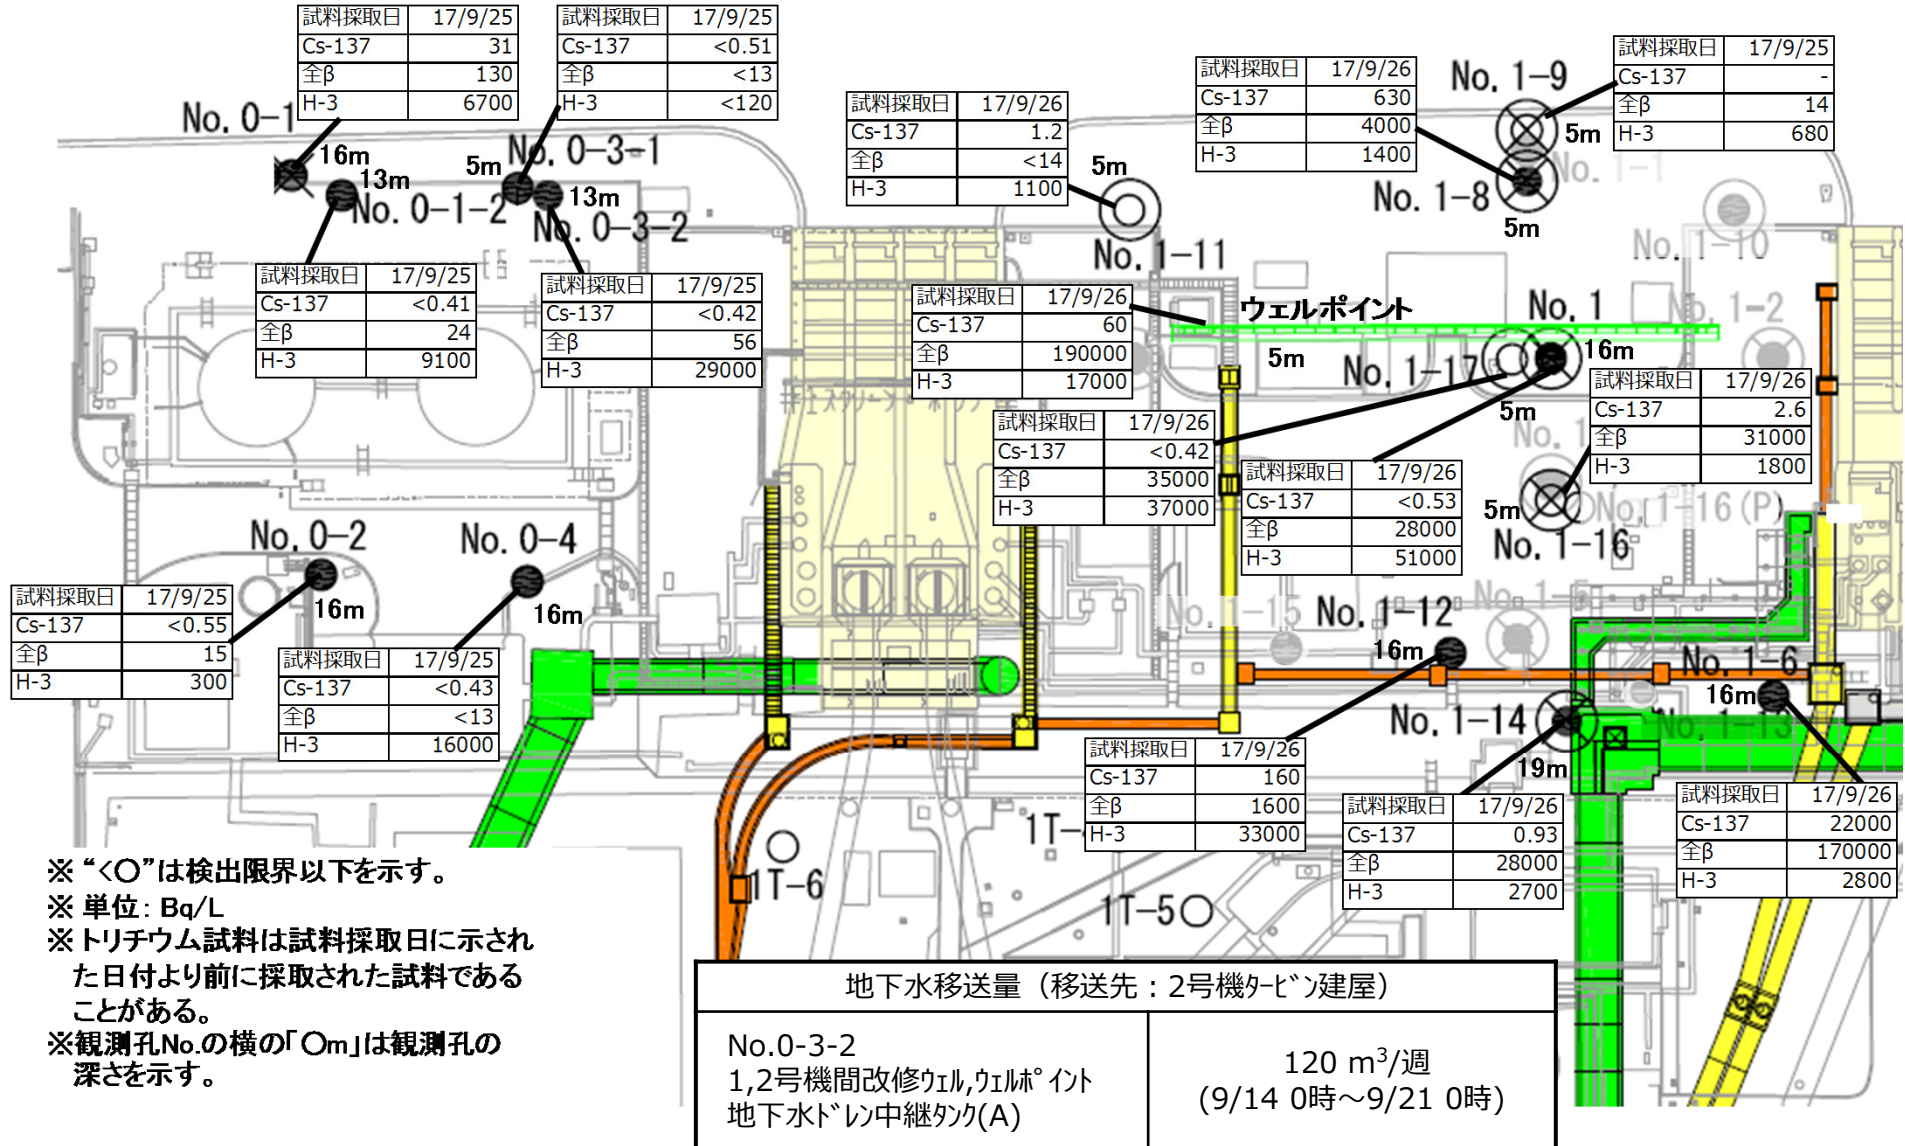 試料採取日 17/9/25
Cs-137 31
全β 130
H-3 6700
試料採取日 17/9/25
Cs-137 <0.51
全β <13
H-3 <120
試料採取日 17/9/26
Cs-137 1.2
全β <14
H-3 1100
試料採取日 17/9/26
Cs-137 630
全β 4000
H-3 1400
試料採取日 17/9/25
Cs-137 -
全β 14
H-3 680
No. 0-1
16m
13m
No. 0-1-2
5m
No. 0-3-1
13m
No. 0-3-2
5m
No. 1-11
No. 1-9
5m
No. 1-8
5m
No. 1-1
No. 1-10
試料採取日 17/9/25
Cs-137 <0.41
全β 24
H-3 9100
試料採取日 17/9/25
Cs-137 <0.42
全β 56
H-3 29000
試料採取日 17/9/26
Cs-137 60
全β 190000
H-3 17000
ウェルポイント
5m
No. 1
16m
No. 1-2
No. 1-17
5m
試料採取日 17/9/26
Cs-137 <0.42
全β 35000
H-3 37000
試料採取日 17/9/26
Cs-137 <0.53
全β 28000
H-3 51000
試料採取日 17/9/26
Cs-137 2.6
全β 31000
H-3 1800
5m
No. 1-16(P)
No. 1-16
No. 0-2
16m
No. 0-4
16m
試料採取日 17/9/25
Cs-137 <0.55
全β 15
H-3 300
試料採取日 17/9/25
Cs-137 <0.43
全β <13
H-3 16000
No. 1-15
No. 1-12
16m
No. 1-5
No. 1-6
16m
No. 1-14
19m
No. 1-13
試料採取日 17/9/26
Cs-137 160
全β 1600
H-3 33000
試料採取日 17/9/26
Cs-137 0.93
全β 28000
H-3 2700
試料採取日 17/9/26
Cs-137 22000
全β 170000
H-3 2800
1T-6
1T-5
※ “<○”は検出限界以下を示す。
※ 単位: Bq/L
※ トリチウム試料は試料採取日に示され
た日付より前に採取された試料である
ことがある。
※観測孔No.の横の「○m」は観測孔の
深さを示す。
地下水移送量（移送先：2号機ﾀｰﾋﾞﾝ建屋）
No.0-3-2
1,2号機間改修ｳｪﾙ,ｳｪﾙﾎﾟｲﾝﾄ
地下水ﾄﾞﾚﾝ中継ﾀﾝｸ(A)
120 m³/週
(9/14 0時～9/21 0時)